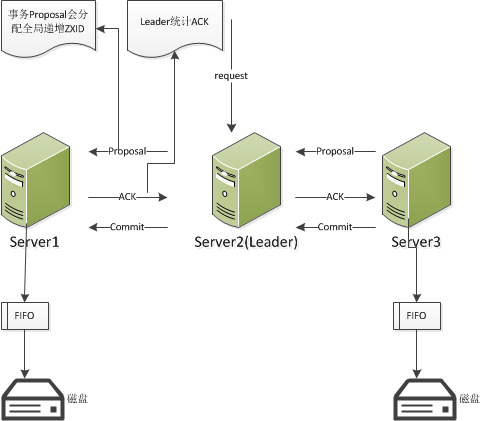 事务Proposal会分
配全局递增ZXID
Leader统计ACK
request
Proposal
Proposal
ACK
ACK
Commit
Commit
Server1
Server2(Leader)
Server3
FIFO
FIFO
磁盘
磁盘